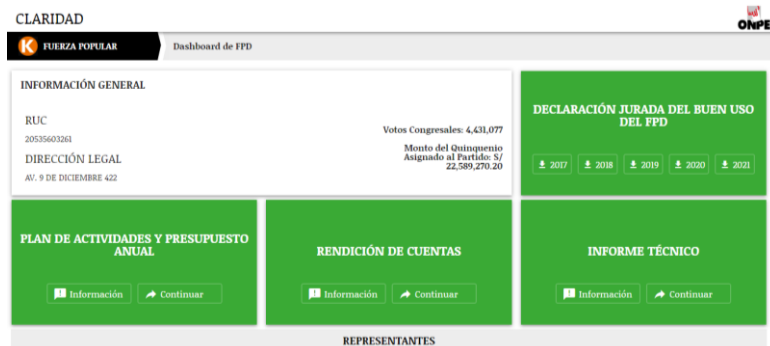 CLARIDAD
ONPE
K FUERZA POPULAR
Dashboard de FPD
INFORMACIÓN GENERAL
RUC
20535603261
DIRECCIÓN LEGAL
AV. 9 DE DICIEMBRE 422
Votos Congresales: 4,431,077
Monto del Quinquenio
Asignado al Partido: S/
22,589,270.20
DECLARACIÓN JURADA DEL BUEN USO
DEL FPD
2017 2018 2019 2020 2021
PLAN DE ACTIVIDADES Y PRESUPUESTO
ANUAL
Información Continuar
RENDICIÓN DE CUENTAS
Información Continuar
INFORME TÉCNICO
Información Continuar
REPRESENTANTES